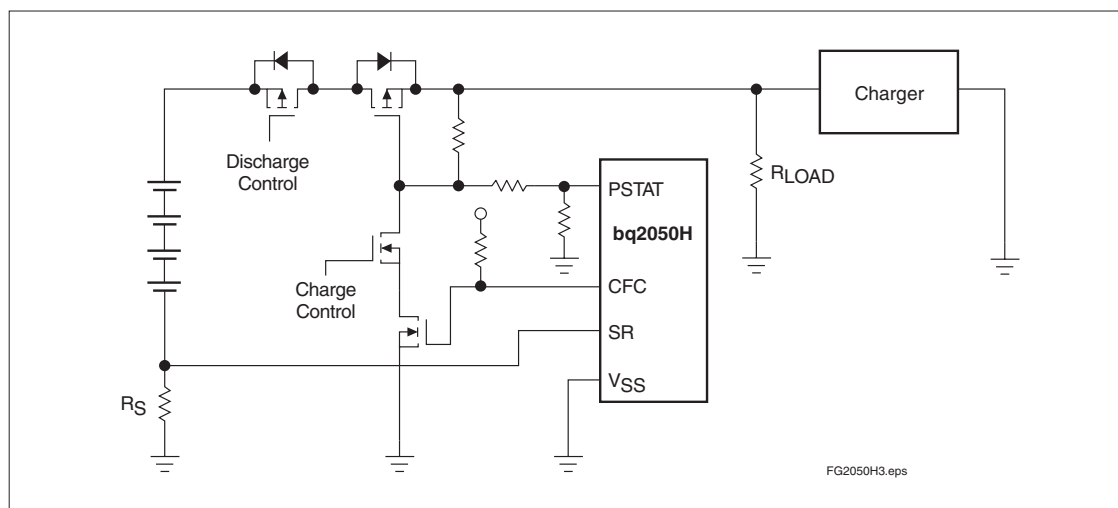 Charger
Discharge
Control
PSTAT
RLOAD
bq2050H
Charge
Control
CFC
SR
VSS
RS
FG2050H3.eps